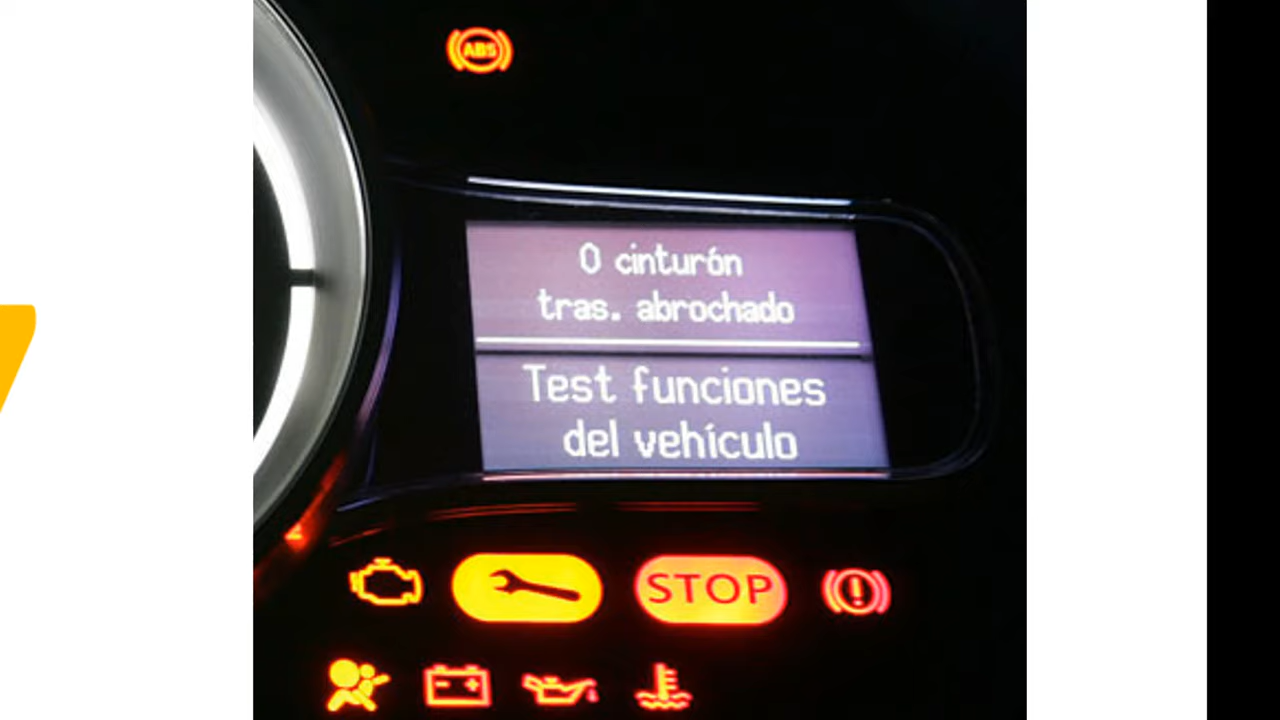 ABS
0 cinturón
tras. abrochado
Test funciones
del vehículo
STOP